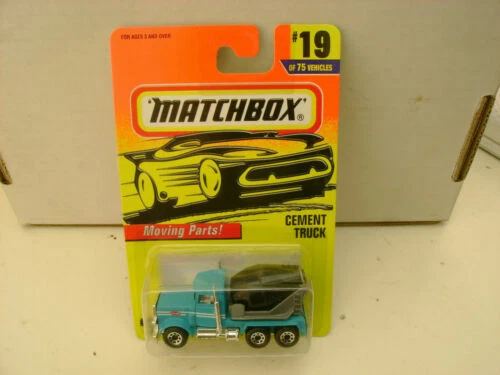 FOR AGES 3 AND OVER
#19
OF 75 VEHICLES
'MATCHBOX'®
Moving Parts!
CEMENT
TRUCK